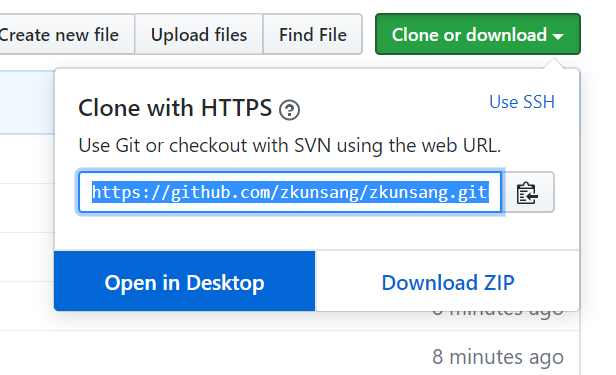 Create new file
Upload files
Find File
Clone or download
Clone with HTTPS
Use SSH
Use Git or checkout with SVN using the web URL.
https://github.com/zkunsang/zkunsang.git
Open in Desktop
Download ZIP
8 minutes ago
8 minutes ago